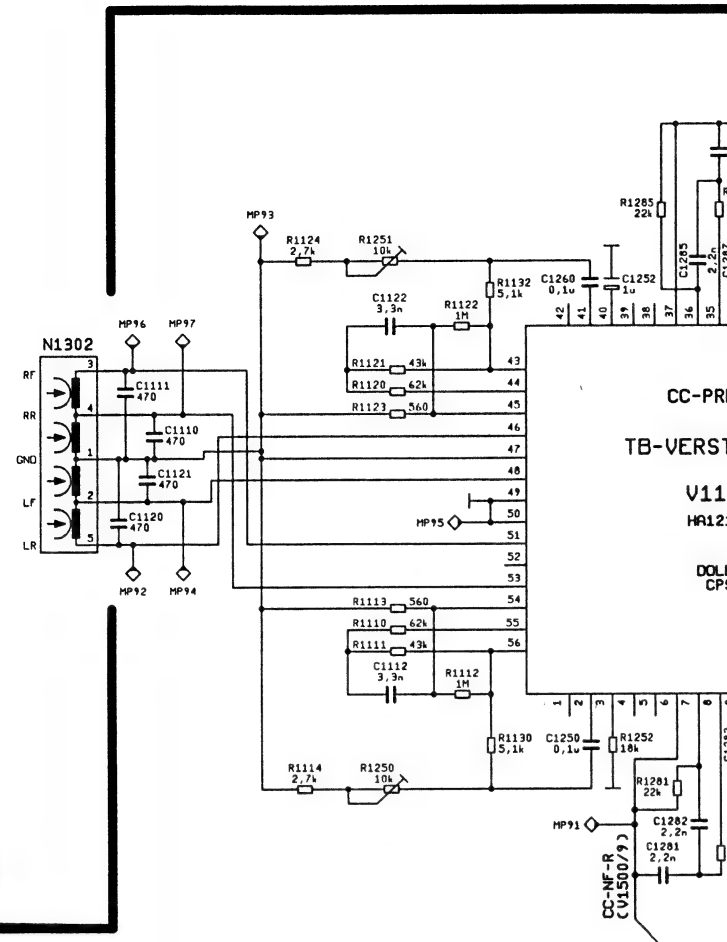 MP93
R1124
2,7k
R1251
10k
R1285
22k
C1285
2,2n
R1132
5,1k
C1260
0,1u
C1252
1u
C1122
3,3n
R1122
1M
42
41
40
39
38
37
36
35
MP96
MP97
N1302
RF
3
C1111
470
RR
4
C1110
470
GND
1
C1121
470
LF
2
C1120
470
LR
5
MP92
MP94
R1121
43k
43
R1120
62k
44
R1123
560
45
46
47
48
49
MP95
50
51
52
53
CC-PR
TB-VERST
V11
HA12
CPS
R1113
560
54
R1110
62k
55
R1111
43k
56
C1112
3,3n
R1112
1M
1
2
3
4
5
6
7
8
R1130
5,1k
C1250
0,1u
R1252
18k
R1114
2,7k
R1250
10k
R1281
22k
MP91
C1282
2,2n
C1281
2,2n
CC-NF-R
(V1500/9)